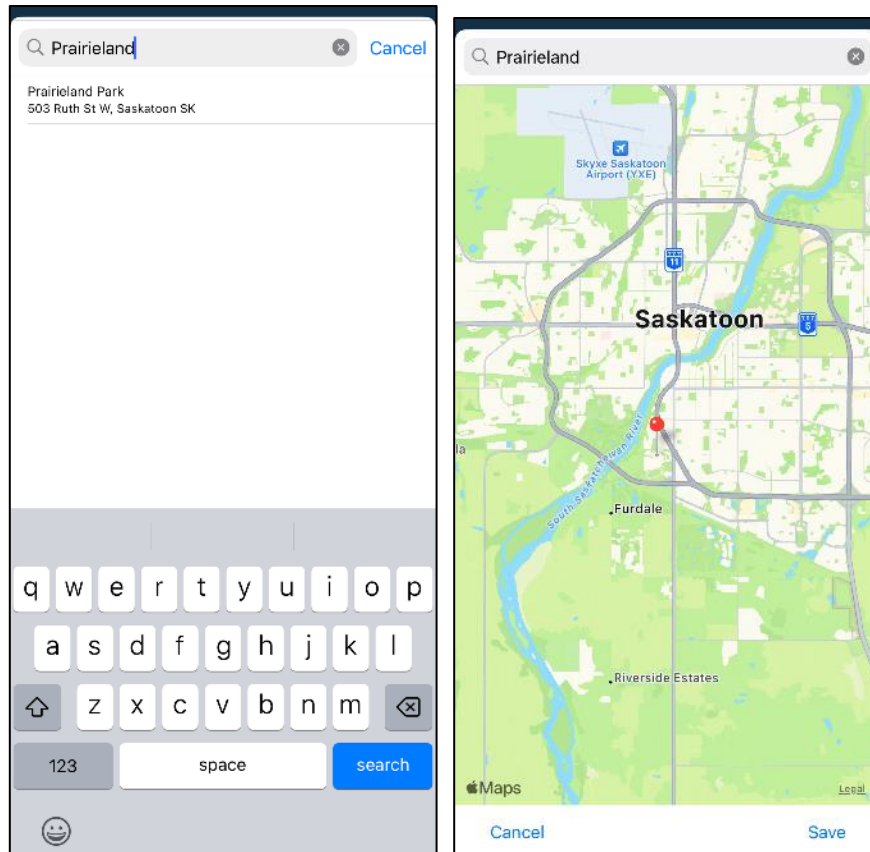 Prairieland
Cancel
Prairieland Park
503 Ruth St W, Saskatoon SK
q w e r t y u i o p
a s d f g h j k l
z x c v b n m
123 space search
Prairieland
Skyxe Saskatoon
Airport (YXE)
11
Saskatoon
5
la
South Saskatchewan River
Furdale
Riverside Estates
Maps
Legal
Cancel
Save